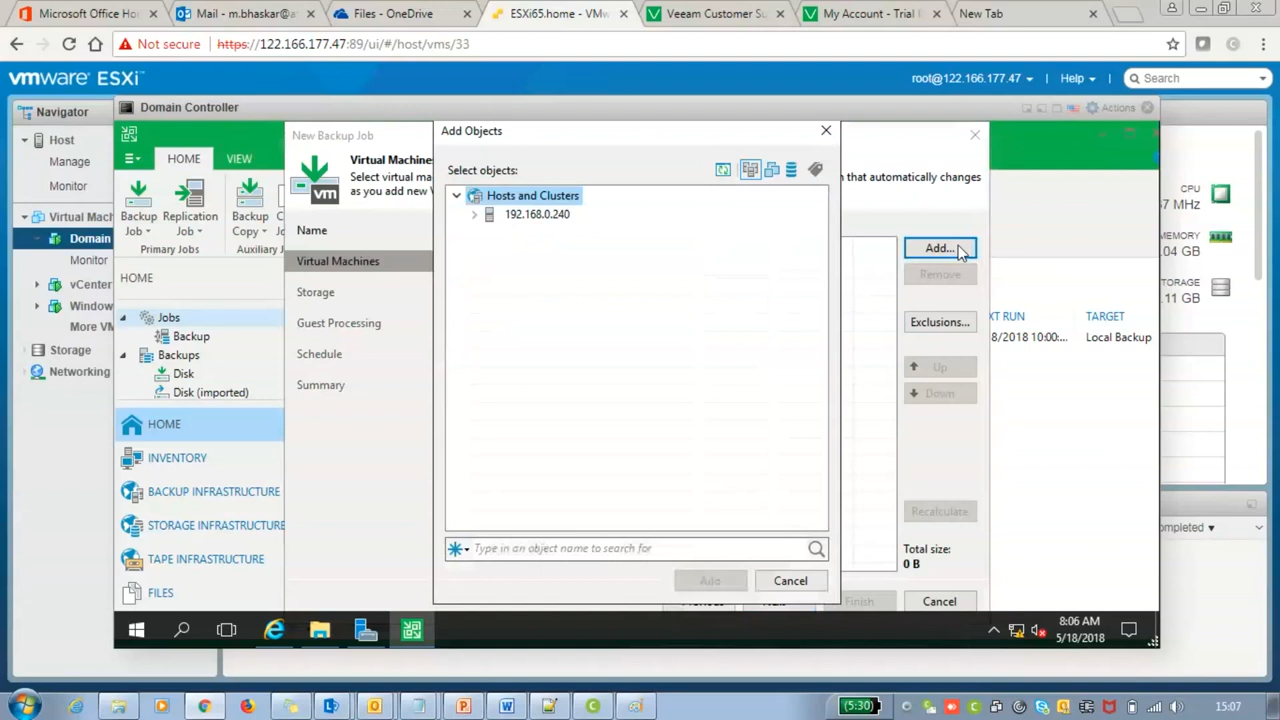 Microsoft Office Ho
Mail - m.bhaskar@a
Files - OneDrive
ESXi65.home - VMw
Veeam Customer Su
My Account - Trial
New Tab
Not secure
https://122.166.177.47:89/ui/#/host/vms/33
vmware ESXi
root@122.166.177.47
Help
Search
Navigator
Domain Controller
Actions
Host
Manage
Monitor
Virtual Mach
Domain
Monitor
vCenter
Window
More VM
Storage
Networking
HOME
VIEW
Backup Job
Replication Job
Backup Copy
Primary Jobs
Auxiliary J
HOME
Jobs
Backup
Backups
Disk
Disk (imported)
HOME
INVENTORY
BACKUP INFRASTRUCTURE
STORAGE INFRASTRUCTURE
TAPE INFRASTRUCTURE
FILES
New Backup Job
Virtual Machines
Select virtual ma
as you add new V
n that automatically changes
Name
Virtual Machines
Storage
Guest Processing
Schedule
Summary
Add Objects
Select objects:
Hosts and Clusters
192.168.0.240
Type in an object name to search for
Add
Cancel
Add...
Remove
Exclusions...
Up
Down
Recalculate
Total size:
0 B
Finish
Cancel
XT RUN
TARGET
8/2018 10:00:...
Local Backup
CPU
7 MHz
MEMORY
.04 GB
.11 GB
ompleted
8:06 AM
5/18/2018
(5:30)
15:07